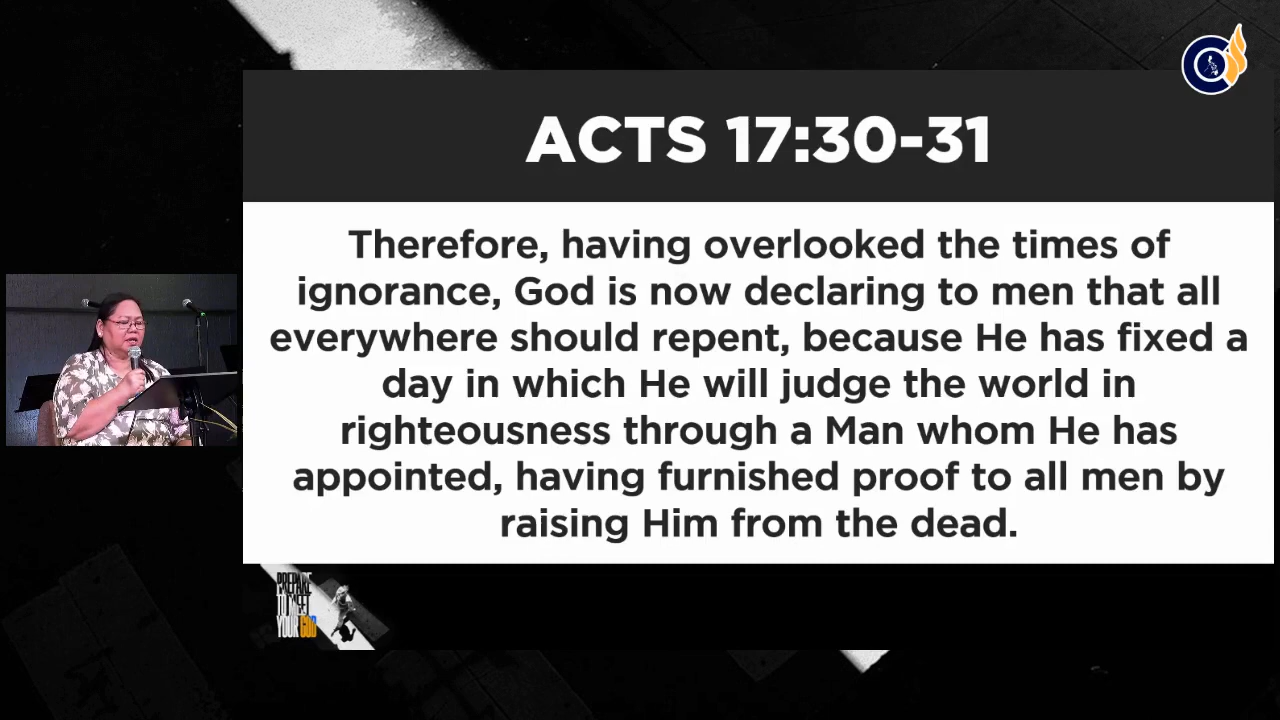 ACTS 17:30-31
Therefore, having overlooked the times of
ignorance, God is now declaring to men that all
everywhere should repent, because He has fixed a
day in which He will judge the world in
righteousness through a Man whom He has
appointed, having furnished proof to all men by
raising Him from the dead.
PREPARE
TO MEET
YOUR GOD